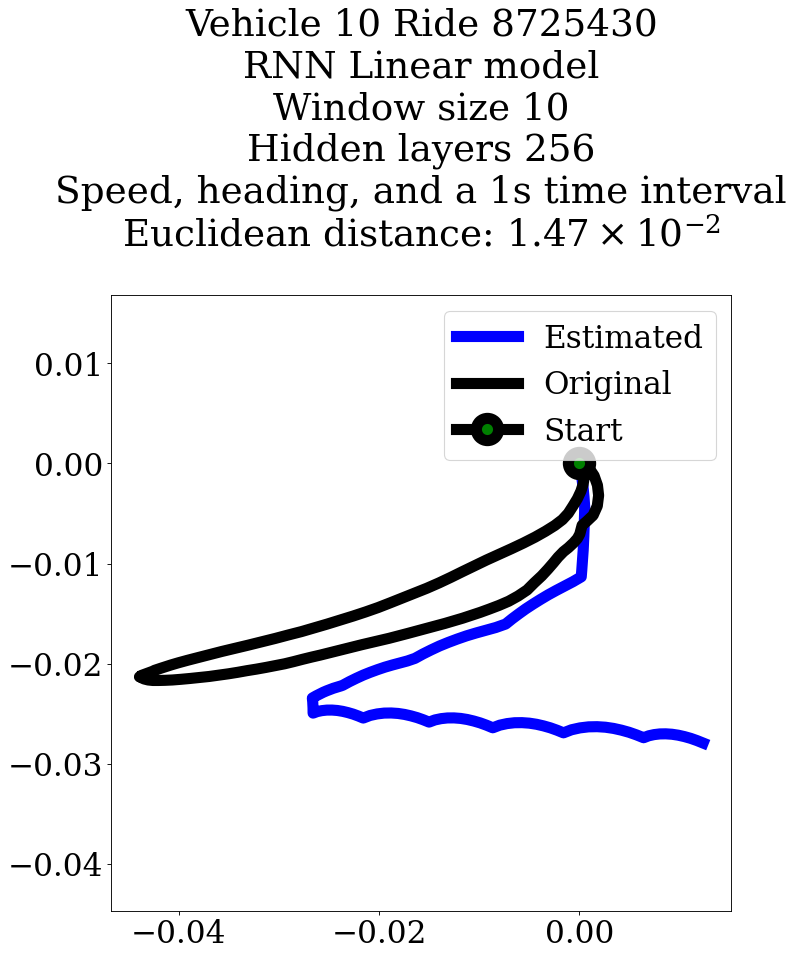 Vehicle 10 Ride 8725430
RNN Linear model
Window size 10
Hidden layers 256
Speed, heading, and a 1s time interval
Euclidean distance: 1.47 × 10⁻²
Estimated
Original
Start
0.01
0.00
−0.01
−0.02
−0.03
−0.04
−0.04 −0.02 0.00